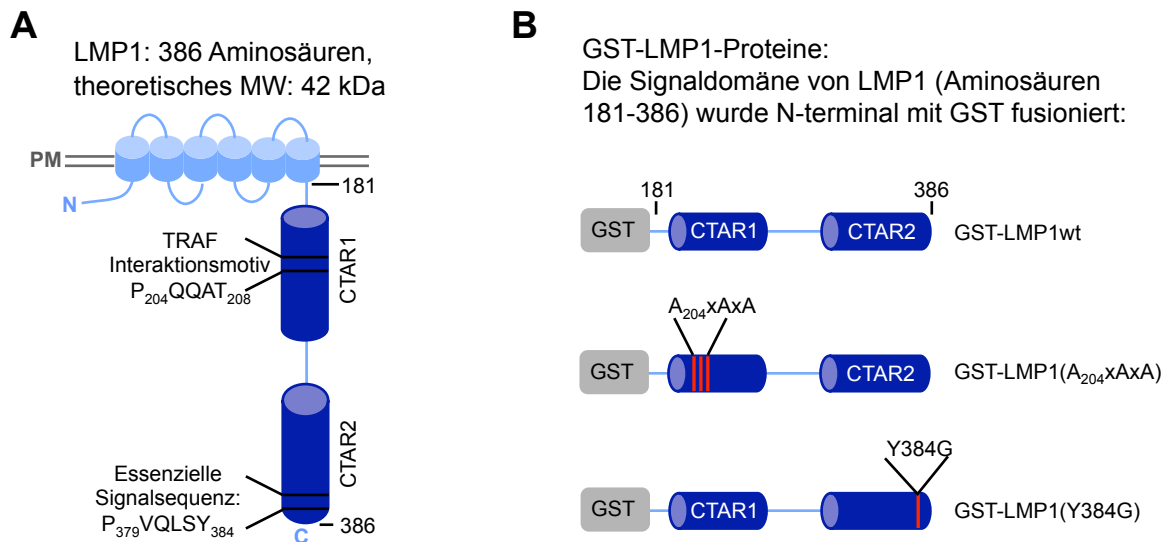 A
LMP1: 386 Aminosäuren,
theoretisches MW: 42 kDa
PM
N
181
TRAF
Interaktionsmotiv
P₂₀₄QQAT₂₀₈
CTAR1
CTAR2
Essenzielle
Signalsequenz:
P₃₇₉VQLSY₃₈₄
386
C
B
GST-LMP1-Proteine:
Die Signaldomäne von LMP1 (Aminosäuren
181-386) wurde N-terminal mit GST fusioniert:
181
386
GST
CTAR1
CTAR2
GST-LMP1wt
A₂₀₄xAxA
GST
CTAR2
GST-LMP1(A₂₀₄xAxA)
Y384G
GST
CTAR1
GST-LMP1(Y384G)